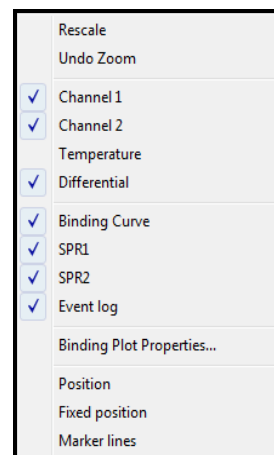 Rescale
Undo Zoom
Channel 1
Channel 2
Temperature
Differential
Binding Curve
SPR1
SPR2
Event log
Binding Plot Properties...
Position
Fixed position
Marker lines